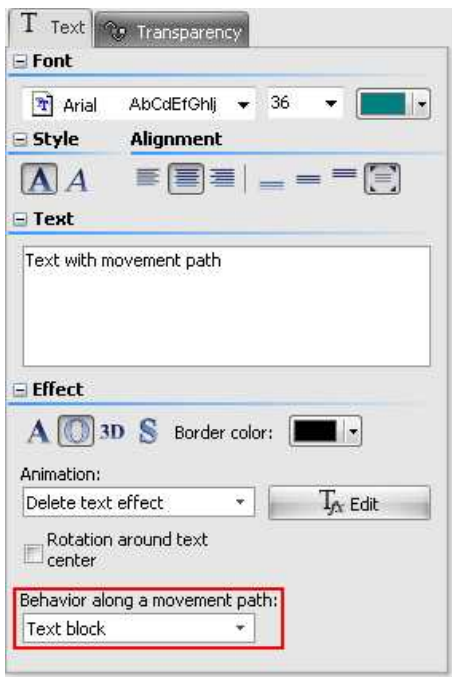 T Text Transparency
Font
Arial AbCdEfGhIj 36
Style Alignment
A A
Text
Text with movement path
Effect
A O 3D S Border color:
Animation:
Delete text effect Tfx Edit
Rotation around text
center
Behavior along a movement path:
Text block